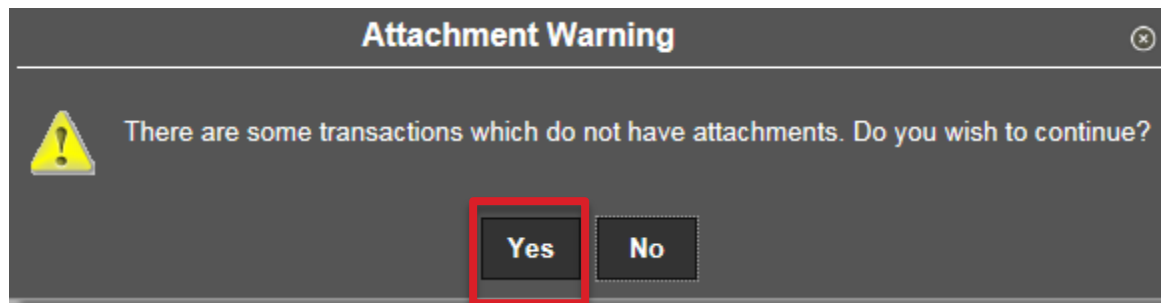 Attachment Warning
There are some transactions which do not have attachments. Do you wish to continue?
Yes No